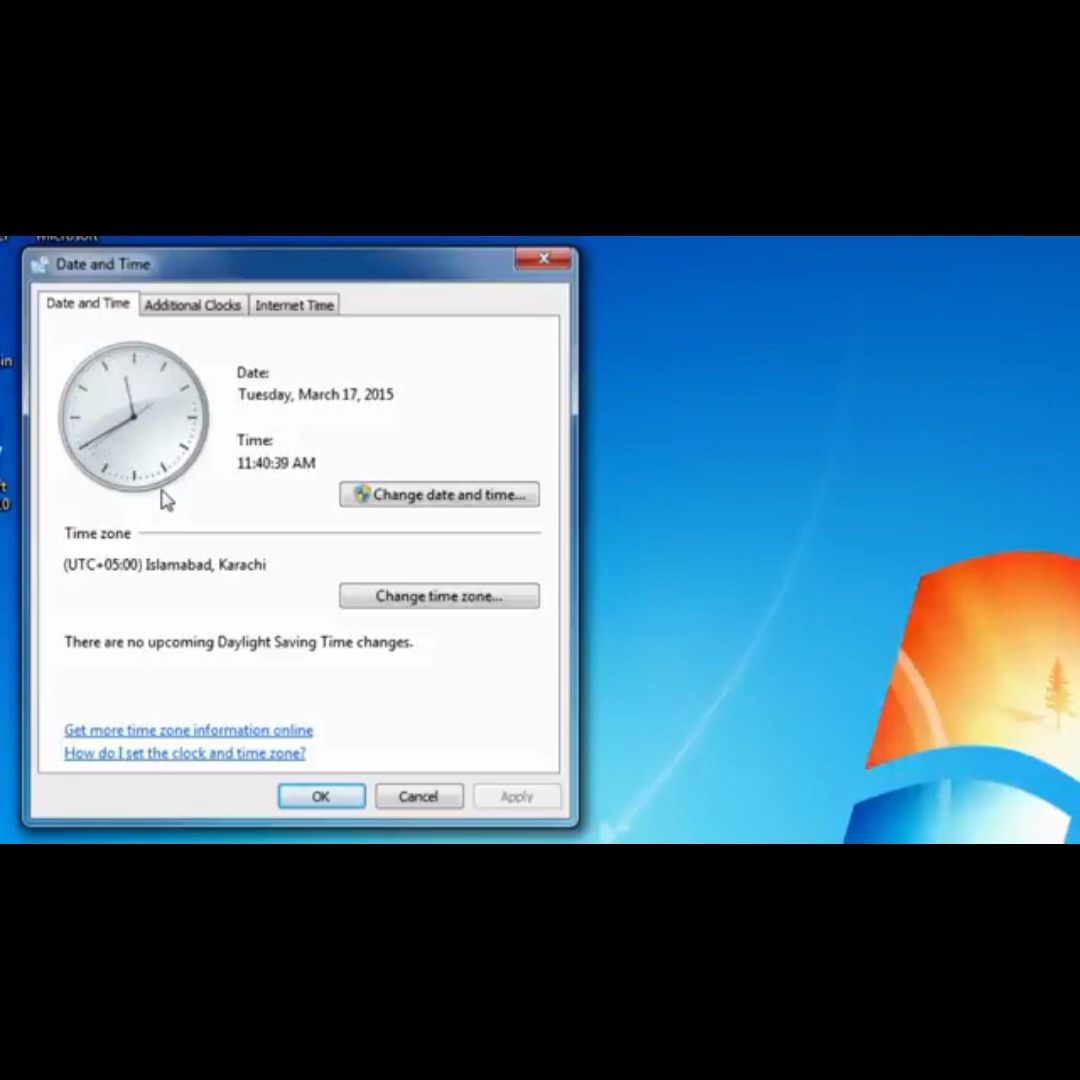 Microsoft
in
Date and Time
Date and Time
Additional Clocks
Internet Time
Date:
Tuesday, March 17, 2015
Time:
11:40:39 AM
Change date and time...
Time zone
(UTC+05:00) Islamabad, Karachi
Change time zone...
There are no upcoming Daylight Saving Time changes.
Get more time zone information online
How do I set the clock and time zone?
OK
Cancel
Apply